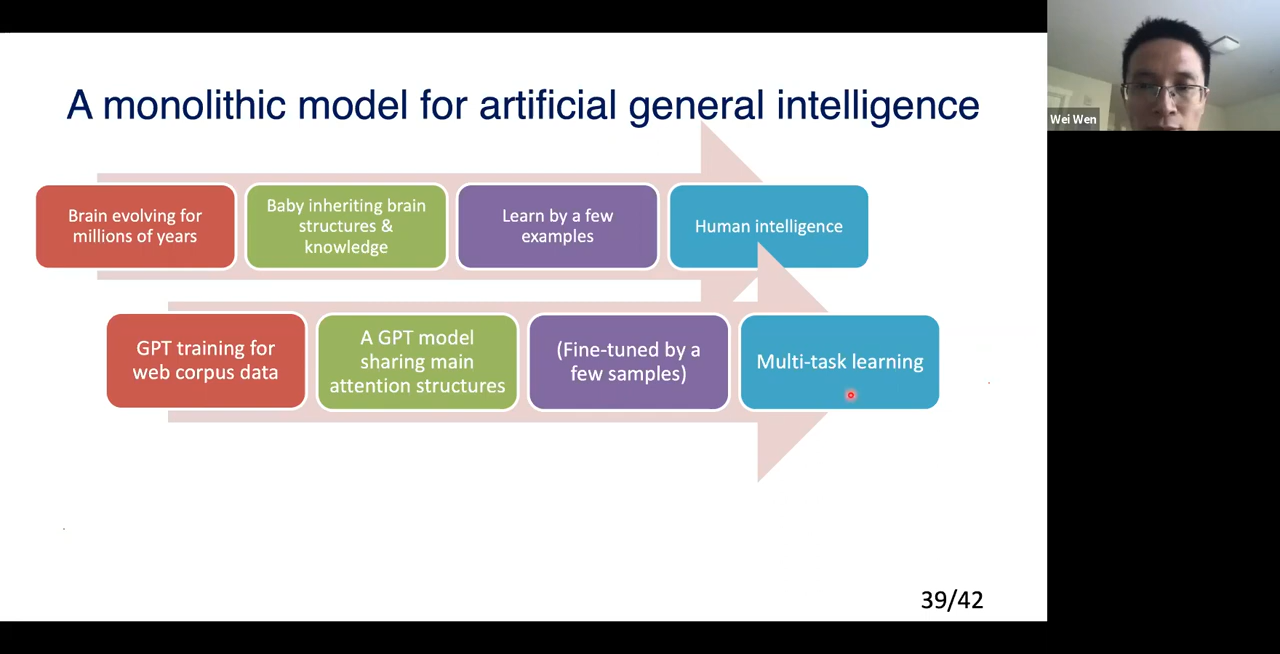 A monolithic model for artificial general intelligence
Wei Wen
Brain evolving for
millions of years
Baby inheriting brain
structures &
knowledge
Learn by a few
examples
Human intelligence
GPT training for
web corpus data
A GPT model
sharing main
attention structures
(Fine-tuned by a
few samples)
Multi-task learning
39/42